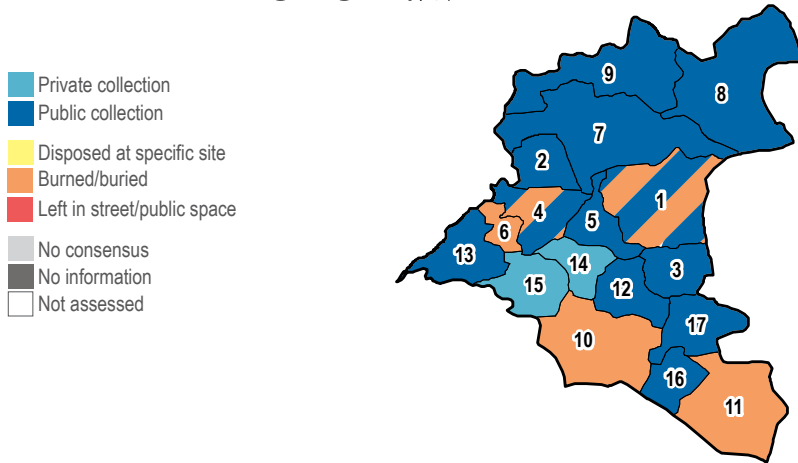 Private collection
Public collection
Disposed at specific site
Burned/buried
Left in street/public space
No consensus
No information
Not assessed
9
8
7
2
1
4
5
6
13
14
3
15
12
17
10
16
11